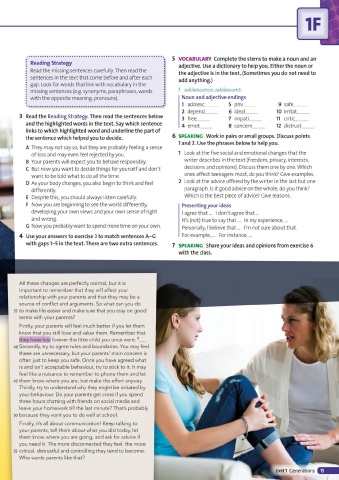 1F
Reading Strategy
Read the missing sentences carefully. Then read the
sentences in the text that come before and after each
gap. Look for words that link with vocabulary in the
missing sentences (e.g. synonyms, paraphrases, words
with the opposite meaning, pronouns).
3 Read the Reading Strategy. Then read the sentences below
and the highlighted words in the text. Say which sentence
links to which highlighted word and underline the part of
the sentence which helped you to decide.
A They may not say so, but they are probably feeling a sense
of loss and may even feel rejected by you.
B Your parents will expect you to behave responsibly.
C But now you want to decide things for yourself and don't
want to be told what to do all the time.
D As your body changes, you also begin to think and feel
differently.
E Despite this, you should always listen carefully.
F Now you are beginning to see the world differently,
developing your own views and your own sense of right
and wrong.
G Now you probably want to spend more time on your own.
4 Use your answers to exercise 3 to match sentences A–G
with gaps 1–5 in the text. There are two extra sentences.
5 VOCABULARY Complete the stems to make a noun and an
adjective. Use a dictionary to help you. Either the noun or
the adjective is in the text. (Sometimes you do not need to
add anything.)
1 adolescence, adolescent
Noun and adjective endings
1 adolesc____ 5 priv____ 9 safe____
2 depend____ 6 ideal____ 10 irritat____
3 free____ 7 impati____ 11 critic____
4 emot____ 8 concern____ 12 distrust____
6 SPEAKING Work in pairs or small groups. Discuss points
1 and 2. Use the phrases below to help you.
1 Look at the five social and emotional changes that the
writer describes in the text (freedom, privacy, interests,
decisions and opinions). Discuss them one by one. Which
ones affect teenagers most, do you think? Give examples.
2 Look at the advice offered by the writer in the last but one
paragraph. Is it good advice on the whole, do you think?
Which is the best piece of advice? Give reasons.
Presenting your ideas
I agree that … I don't agree that …
It's (not) true to say that … In my experience, …
Personally, I believe that … I'm not sure about that.
For example, … For instance, …
7 SPEAKING Share your ideas and opinions from exercise 6
with the class.
All these changes are perfectly normal, but it is
important to remember that they will affect your
relationship with your parents and that they may be a
source of conflict and arguments. So what can you do
35 to make life easier and make sure that you stay on good
terms with your parents?
Firstly, your parents will feel much better if you let them
know that you still love and value them. Remember that
they have lost forever the little child you once were. 5____
40 Secondly, try to agree rules and boundaries. You may feel
these are unnecessary, but your parents' main concern is
often just to keep you safe. Once you have agreed what
is and isn't acceptable behaviour, try to stick to it. It may
feel like a nuisance to remember to phone them and let
45 them know where you are, but make the effort anyway.
Thirdly, try to understand why they might be irritated by
your behaviour. Do your parents get cross if you spend
three hours chatting with friends on social media and
leave your homework till the last minute? That's probably
50 because they want you to do well at school.
Finally, it's all about communication! Keep talking to
your parents, tell them about what you did today, let
them know where you are going, and ask for advice if
you need it. The more disconnected they feel, the more
55 critical, distrustful and controlling they tend to become.
Who wants parents like that?
Unit 1 Generations 15